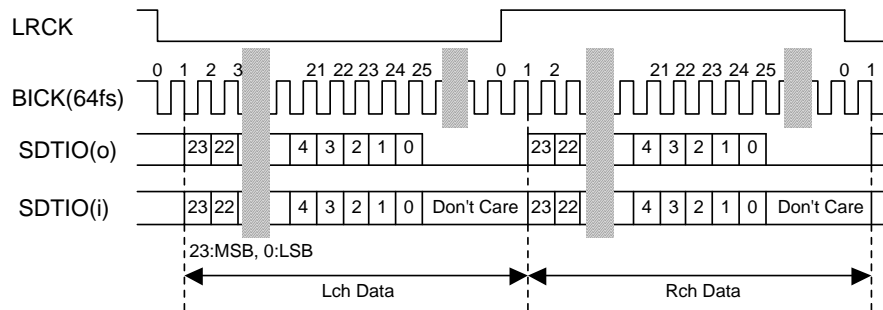 LRCK
0 1 2 3 21 22 23 24 25 0 1 2 21 22 23 24 25 0 1
BICK(64fs)
SDTIO(o) 23 22 4 3 2 1 0 23 22 4 3 2 1 0
SDTIO(i) 23 22 4 3 2 1 0 Don't Care 23 22 4 3 2 1 0 Don't Care
23:MSB, 0:LSB
Lch Data Rch Data